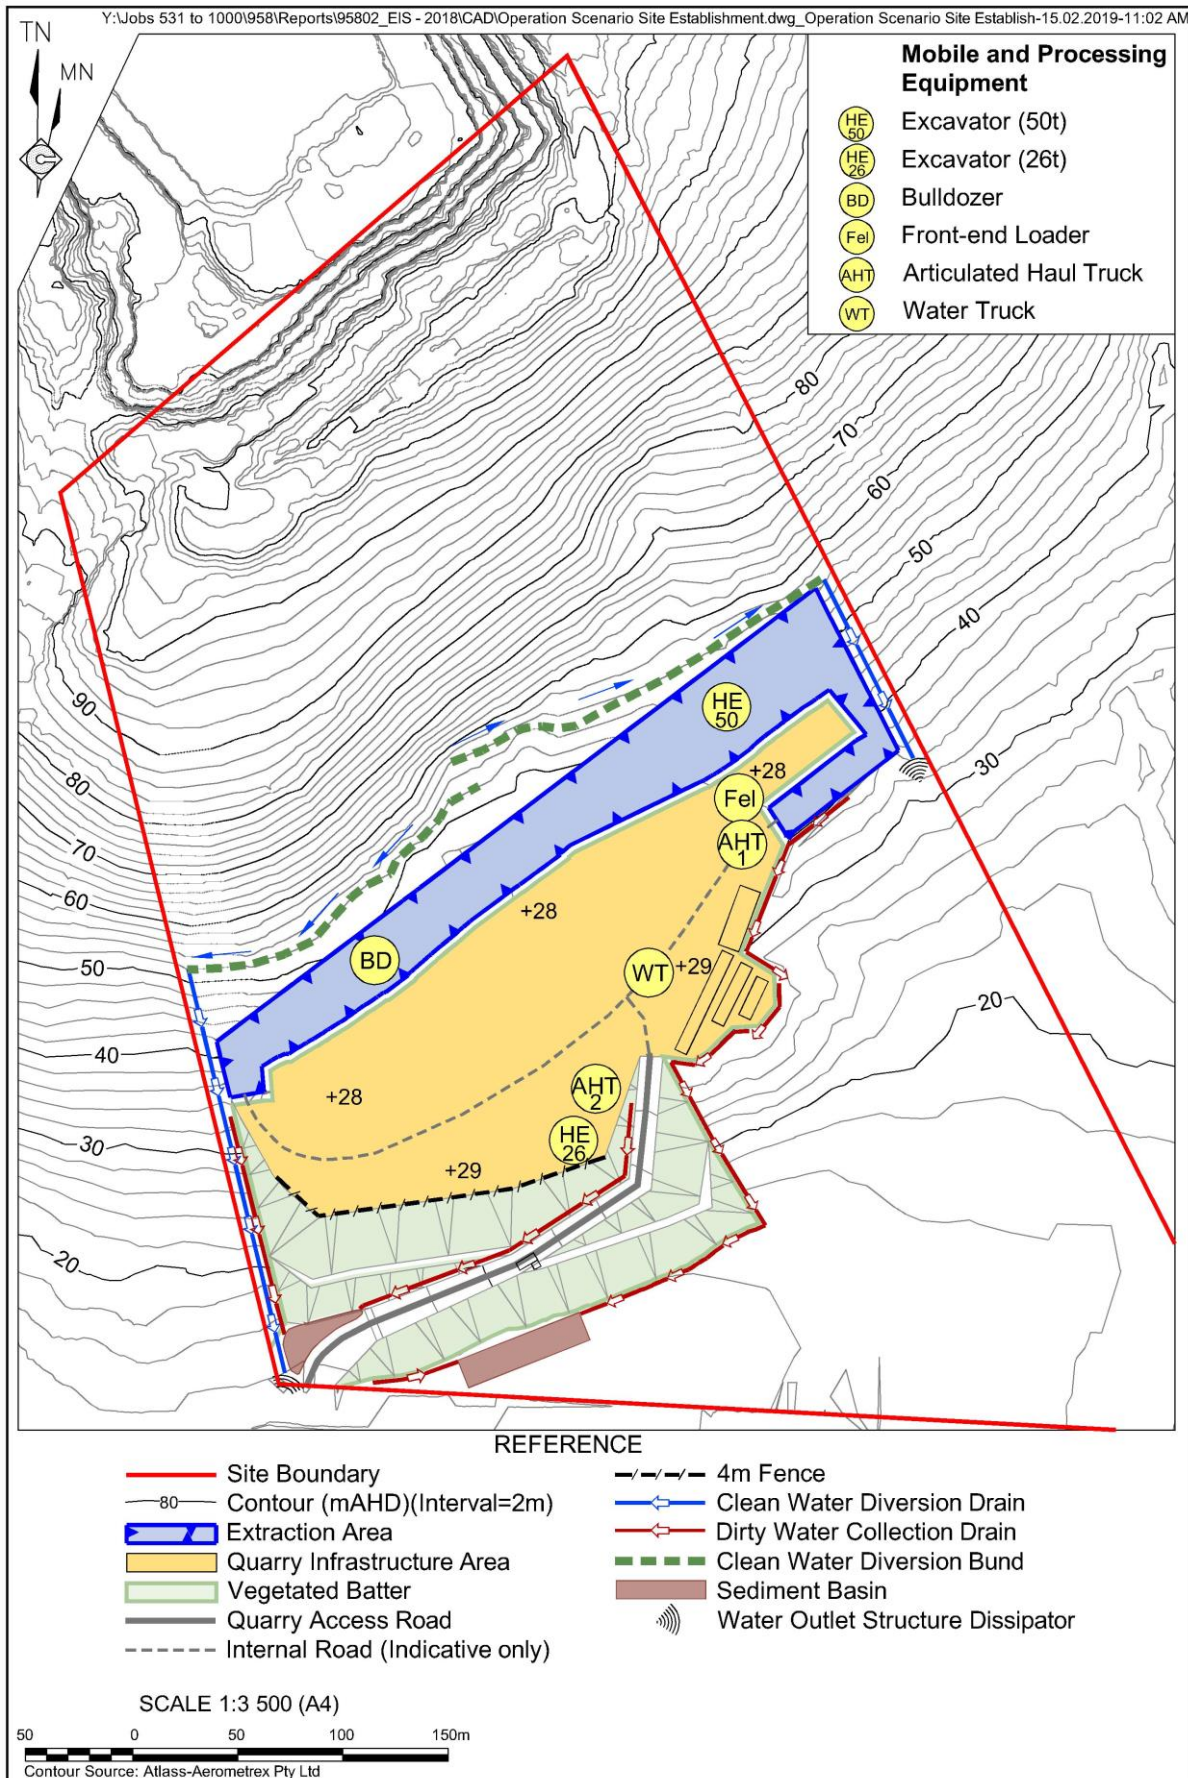 Y:\Jobs 531 to 1000\958\Reports\95802_EIS - 2018\CAD\Operation Scenario Site Establishment.dwg_Operation Scenario Site Establish-15.02.2019-11:02 AM
TN
MN
Mobile and Processing
Equipment
HE
50
Excavator (50t)
HE
26
Excavator (26t)
BD
Bulldozer
Fel
Front-end Loader
AHT
Articulated Haul Truck
WT
Water Truck
80
70
60
50
40
30
20
90
80
70
60
50
40
30
20
HE
50
+28
Fel
AHT
1
+28
BD
WT
+29
+28
AHT
2
HE
26
+29
REFERENCE
Site Boundary
80
Contour (mAHD)(Interval=2m)
Extraction Area
Quarry Infrastructure Area
Vegetated Batter
Quarry Access Road
Internal Road (Indicative only)
4m Fence
Clean Water Diversion Drain
Dirty Water Collection Drain
Clean Water Diversion Bund
Sediment Basin
Water Outlet Structure Dissipator
SCALE 1:3 500 (A4)
50 0 50 100 150m
Contour Source: Atlass-Aerometrex Pty Ltd